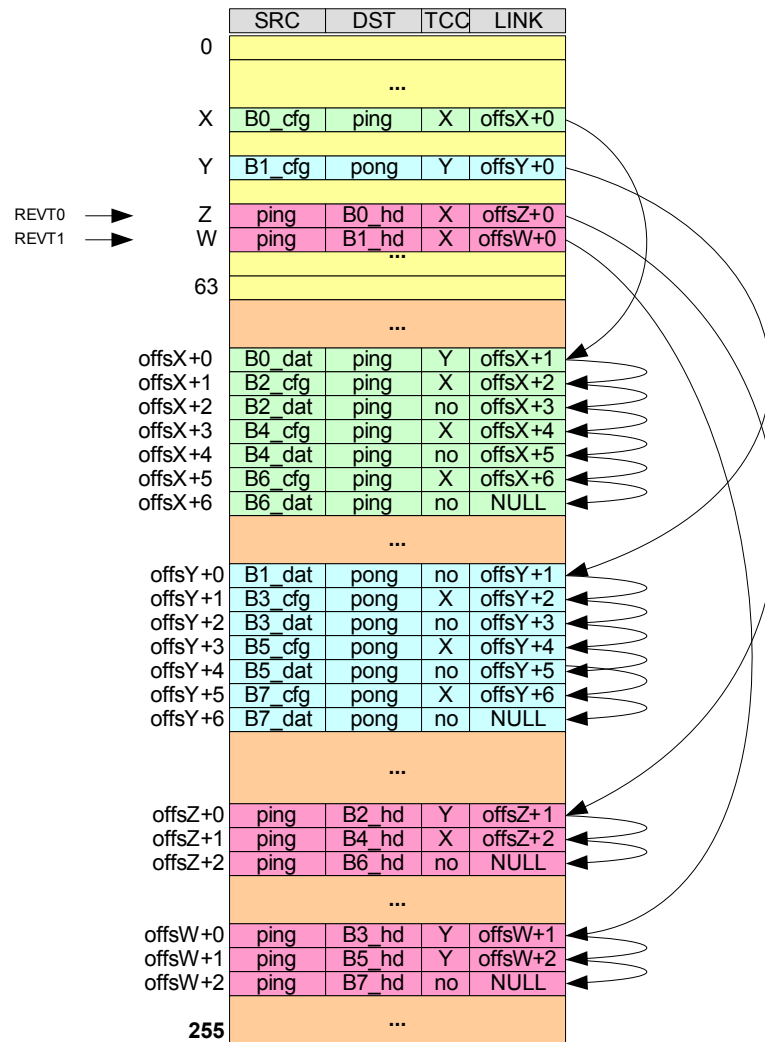 SRC DST TCC LINK
0
...
X B0_cfg ping X offsX+0
Y B1_cfg pong Y offsY+0
REVT0 Z ping B0_hd X offsZ+0
REVT1 W ping B1_hd X offsW+0
...
63
...
offsX+0 B0_dat ping Y offsX+1
offsX+1 B2_cfg ping X offsX+2
offsX+2 B2_dat ping no offsX+3
offsX+3 B4_cfg ping X offsX+4
offsX+4 B4_dat ping no offsX+5
offsX+5 B6_cfg ping X offsX+6
offsX+6 B6_dat ping no NULL
...
offsY+0 B1_dat pong no offsY+1
offsY+1 B3_cfg pong X offsY+2
offsY+2 B3_dat pong no offsY+3
offsY+3 B5_cfg pong X offsY+4
offsY+4 B5_dat pong no offsY+5
offsY+5 B7_cfg pong X offsY+6
offsY+6 B7_dat pong no NULL
...
offsZ+0 ping B2_hd Y offsZ+1
offsZ+1 ping B4_hd X offsZ+2
offsZ+2 ping B6_hd no NULL
...
offsW+0 ping B3_hd Y offsW+1
offsW+1 ping B5_hd Y offsW+2
offsW+2 ping B7_hd no NULL
...
255